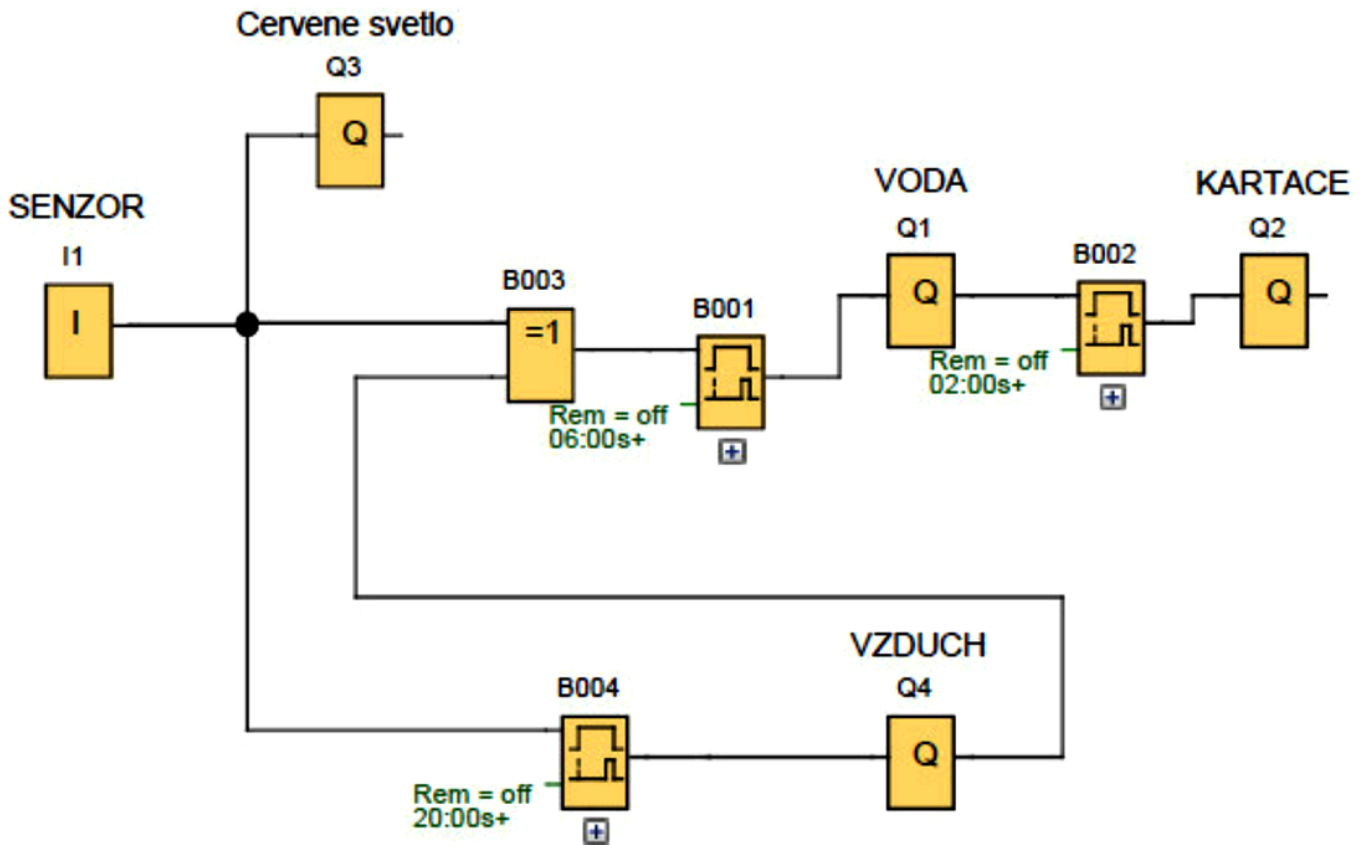 Cervene svetlo
Q3
Q
SENZOR
I1
I
B003
=1
B001
Rem = off
06:00s+
VODA
Q1
Q
B002
Rem = off
02:00s+
KARTACE
Q2
Q
B004
Rem = off
20:00s+
VZDUCH
Q4
Q